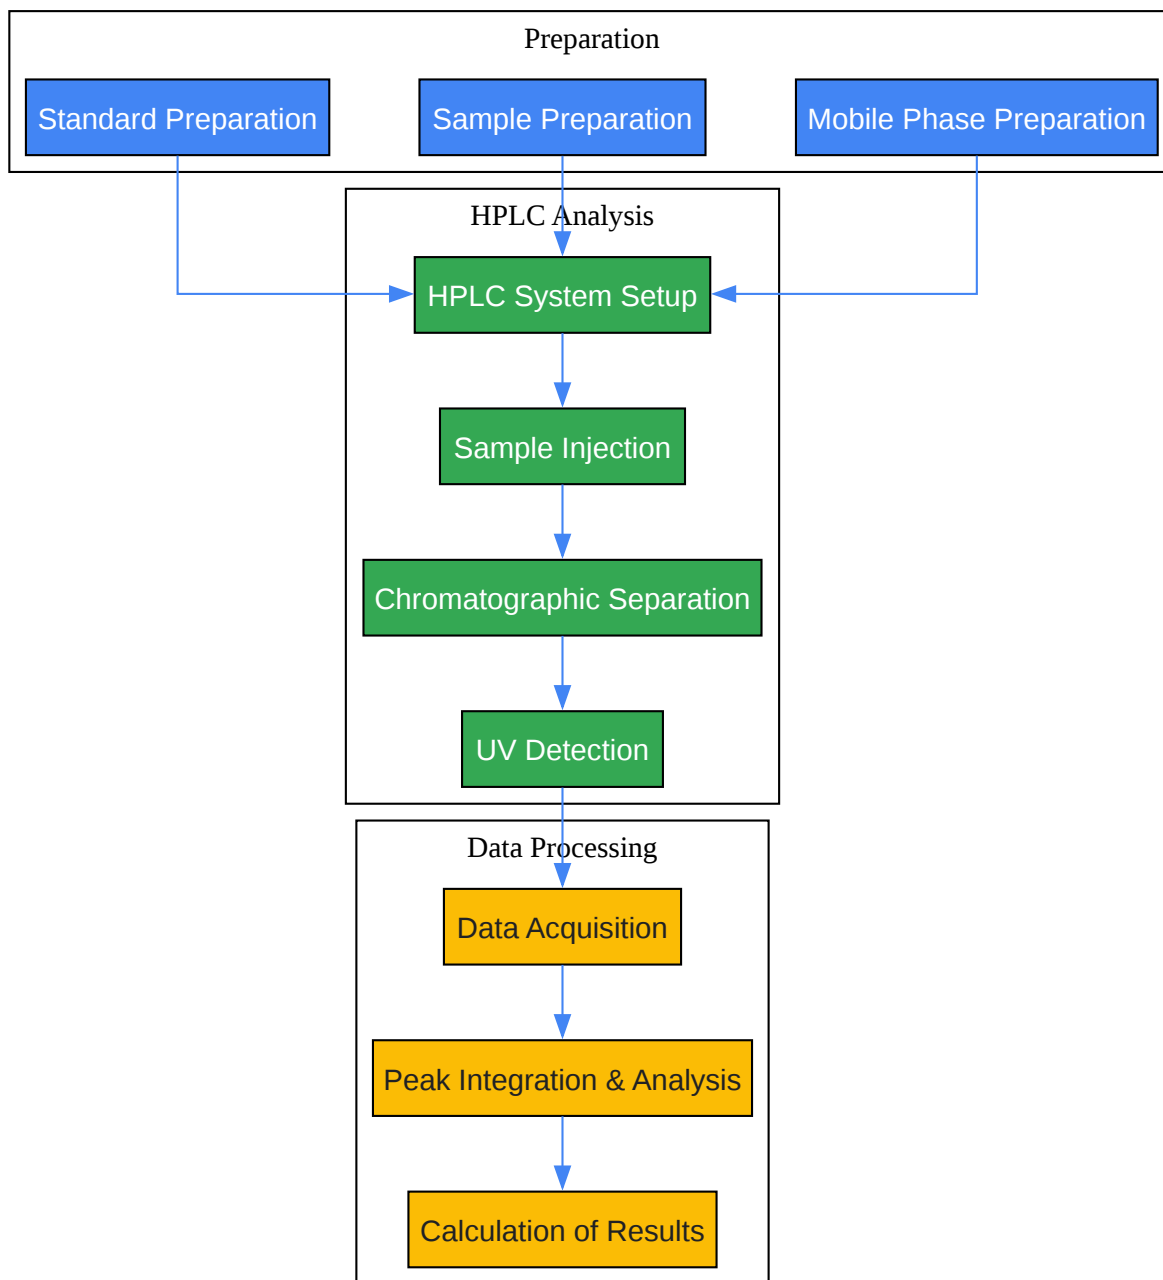 Preparation
Standard Preparation
Sample Preparation
Mobile Phase Preparation
HPLC Analysis
HPLC System Setup
Sample Injection
Chromatographic Separation
UV Detection
Data Processing
Data Acquisition
Peak Integration & Analysis
Calculation of Results